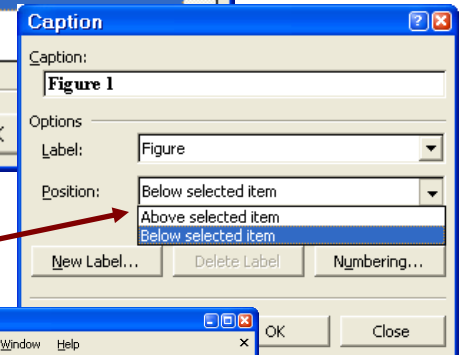 Caption
Caption:
Figure 1
Options
Label: Figure
Position: Below selected item
Above selected item
Below selected item
New Label... Delete Label Numbering...
OK Close
Window Help